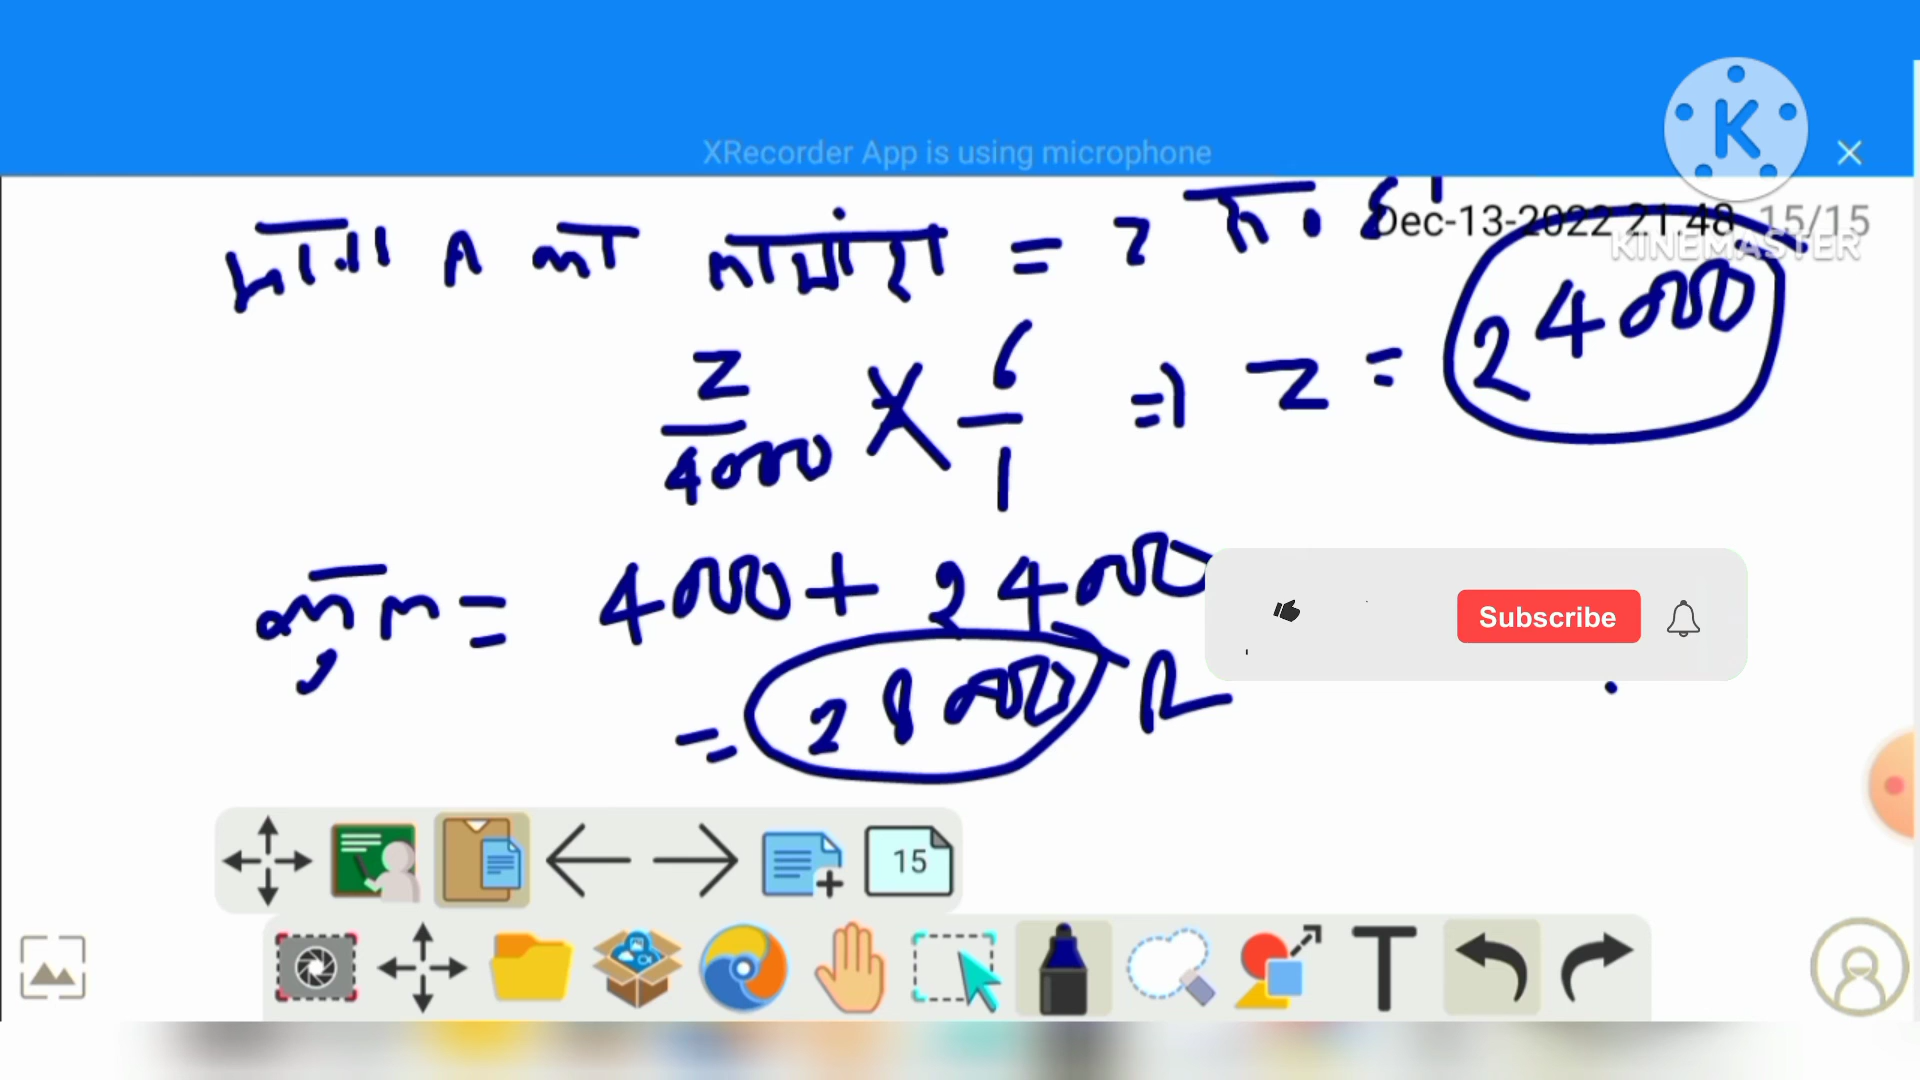 XRecorder App is using microphone
K
Dec-13-2022 21:48 15/15
KINEMASTER
= z
z/4000 × 6/1 ⇒ z = 24000
= 4000 + 24000
Subscribe
= 28000 R
15
T